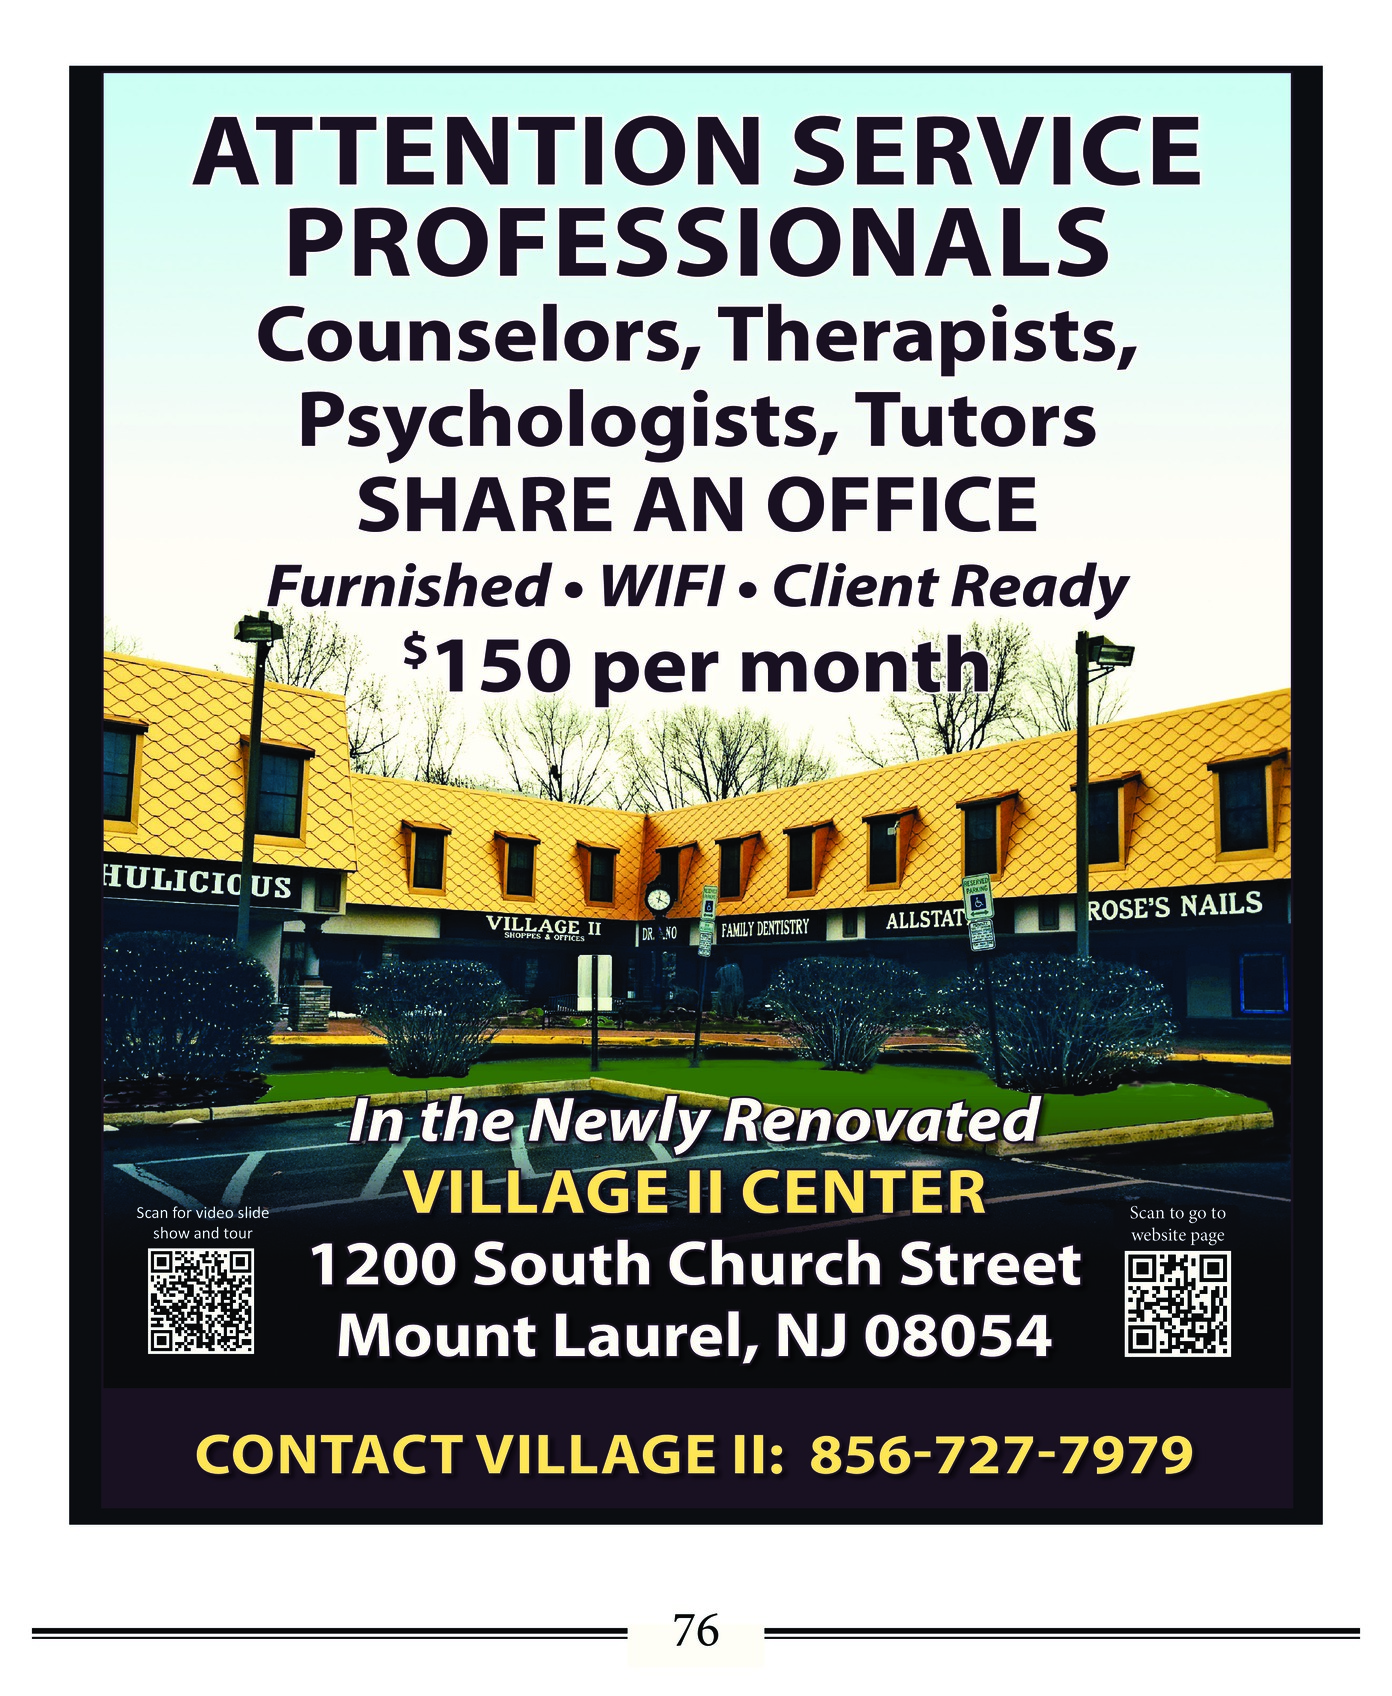 ATTENTION SERVICE
PROFESSIONALS
Counselors, Therapists,
Psychologists, Tutors
SHARE AN OFFICE
Furnished • WIFI • Client Ready
$150 per month
HULICIOUS
VILLAGE II
SHOPPES & OFFICES
DR.
FAMILY DENTISTRY
ALLSTAT
ROSE'S NAILS
RESERVED
PARKING
In the Newly Renovated
VILLAGE II CENTER
1200 South Church Street
Mount Laurel, NJ 08054
Scan for video slide
show and tour
Scan to go to
website page
CONTACT VILLAGE II: 856-727-7979
76